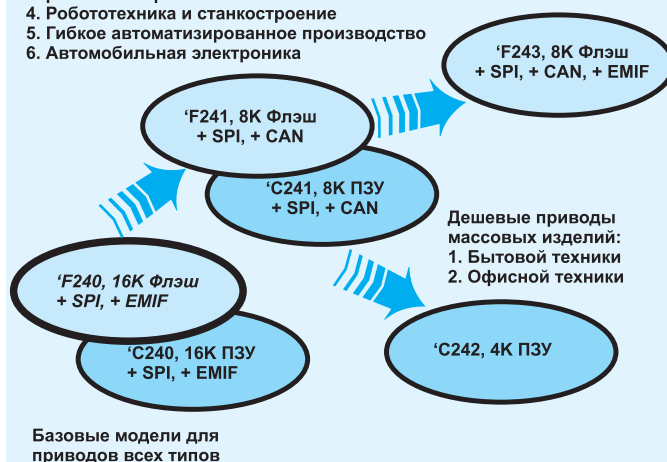 4. Робототехника и станкостроение
5. Гибкое автоматизированное производство
6. Автомобильная электроника
‘F243, 8K Флэш
+ SPI, + CAN, + EMIF
‘F241, 8K Флэш
+ SPI, + CAN
‘C241, 8K ПЗУ
+ SPI, + CAN
Дешевые приводы
массовых изделий:
1. Бытовой техники
2. Офисной техники
‘F240, 16K Флэш
+ SPI, + EMIF
‘C240, 16K ПЗУ
+ SPI, + EMIF
‘C242, 4K ПЗУ
Базовые модели для
приводов всех типов